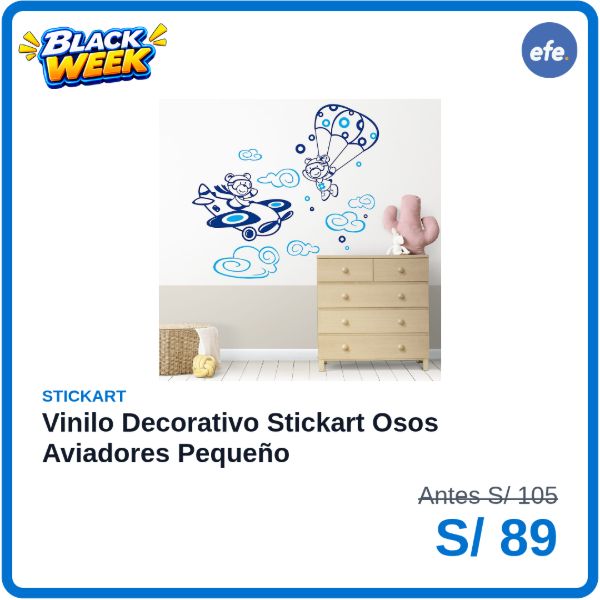 BLACK
WEEK
efe.
STICKART
Vinilo Decorativo Stickart Osos
Aviadores Pequeño
Antes S/ 105
S/ 89